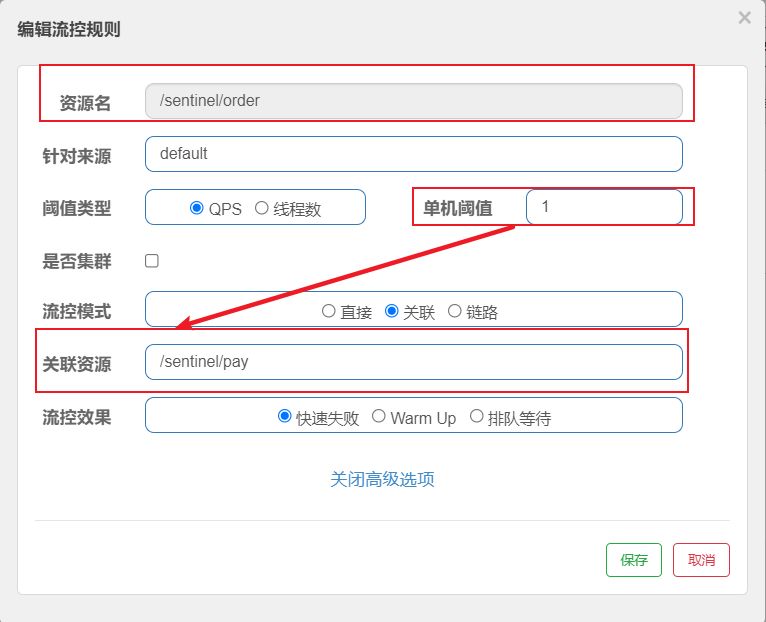 编辑流控规则
×
资源名 /sentinel/order
针对来源 default
阈值类型 QPS 线程数 单机阈值 1
是否集群
流控模式 直接 关联 链路
关联资源 /sentinel/pay
流控效果 快速失败 Warm Up 排队等待
关闭高级选项
保存 取消